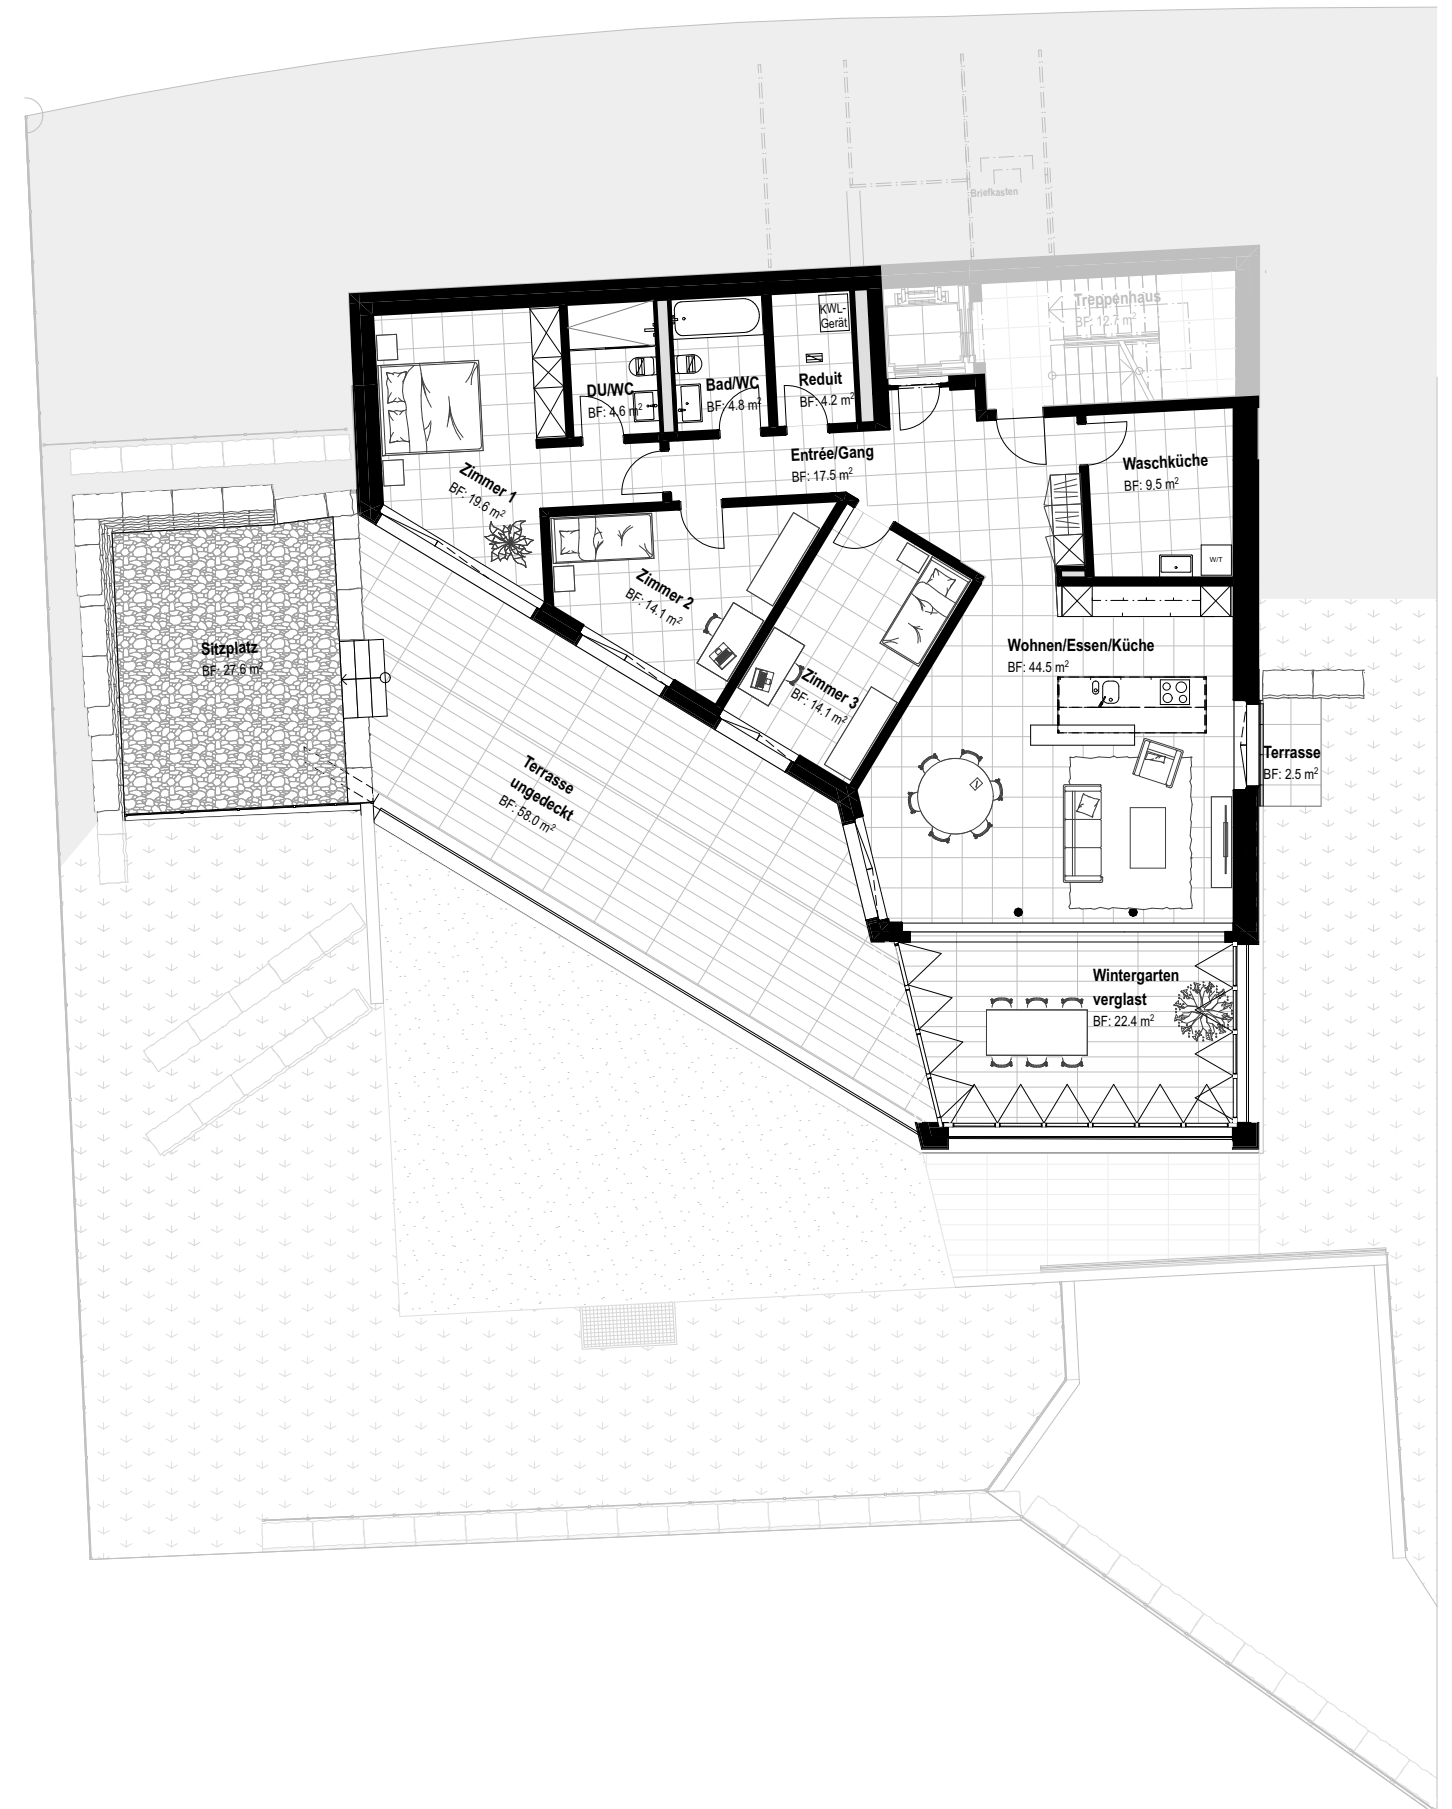 Briefkasten
Treppenhaus
BF: 12.7 m²
KWL-
Gerät
DU/WC
BF: 4.6 m²
Bad/WC
BF: 4.8 m²
Reduit
BF: 4.2 m²
Entrée/Gang
BF: 17.5 m²
Waschküche
BF: 9.5 m²
W/T
Zimmer 1
BF: 19.6 m²
Zimmer 2
BF: 14.1 m²
Zimmer 3
BF: 14.1 m²
Wohnen/Essen/Küche
BF: 44.5 m²
Sitzplatz
BF: 27.6 m²
Terrasse
BF: 2.5 m²
Terrasse
ungedeckt
BF: 58.0 m²
Wintergarten
verglast
BF: 22.4 m²